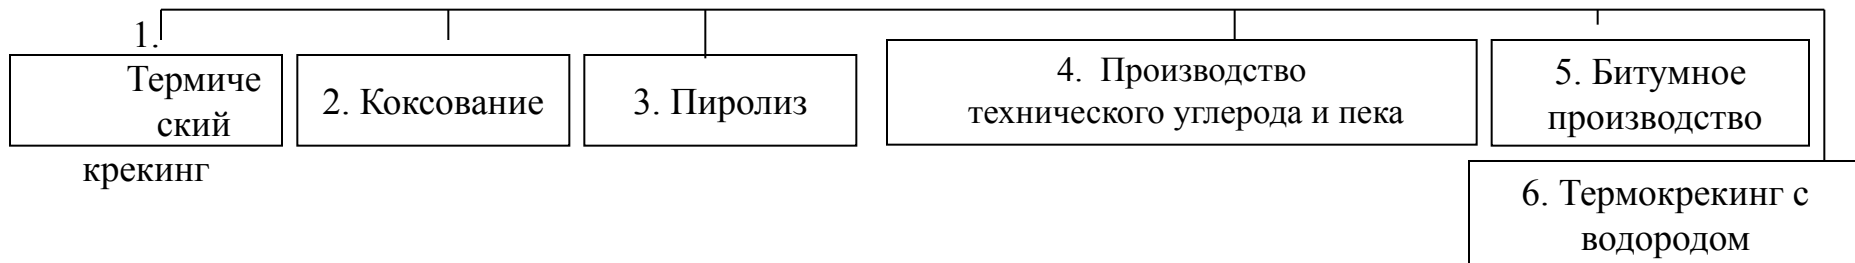 1.
Термиче
ский
крекинг
2. Коксование
3. Пиролиз
4. Производство
технического углерода и пека
5. Битумное
производство
6. Термокрекинг с
водородом